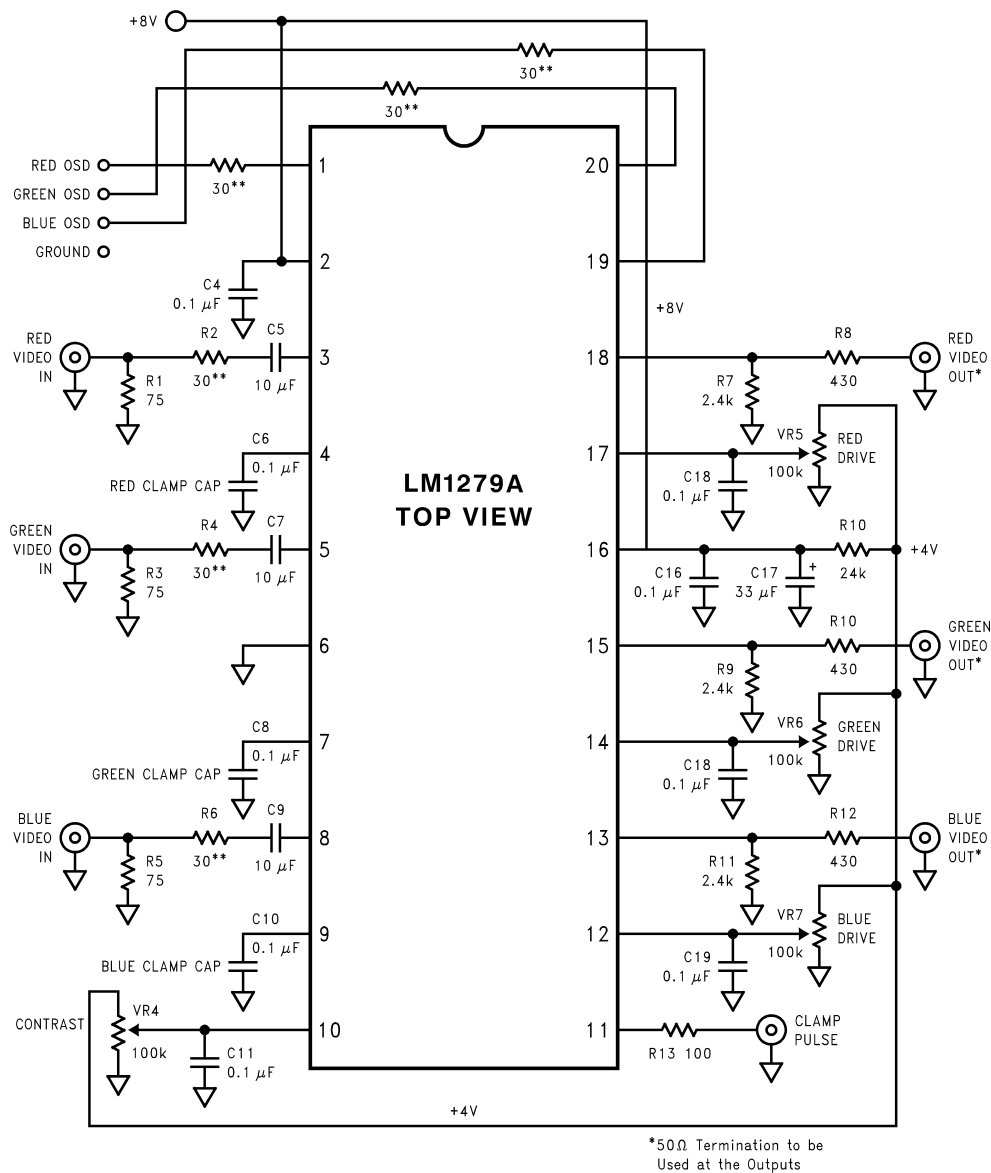 +8V
30**
30**
RED OSD
30**
GREEN OSD
BLUE OSD
GROUND
1
2
3
4
5
6
7
8
9
10
20
19
18
17
16
15
14
13
12
11
LM1279A
TOP VIEW
C4
0.1 μF
RED
VIDEO
IN
R1
75
R2
30**
C5
10 μF
C6
0.1 μF
RED CLAMP CAP
GREEN
VIDEO
IN
R3
75
R4
30**
C7
10 μF
C8
0.1 μF
GREEN CLAMP CAP
BLUE
VIDEO
IN
R5
75
R6
30**
C9
10 μF
C10
0.1 μF
BLUE CLAMP CAP
CONTRAST
VR4
100k
C11
0.1 μF
+8V
R7
2.4k
R8
430
RED
VIDEO
OUT*
C18
0.1 μF
VR5
100k
RED
DRIVE
C16
0.1 μF
C17
33 μF
+
R10
24k
+4V
R9
2.4k
R10
430
GREEN
VIDEO
OUT*
C18
0.1 μF
VR6
100k
GREEN
DRIVE
R11
2.4k
R12
430
BLUE
VIDEO
OUT*
C19
0.1 μF
VR7
100k
BLUE
DRIVE
R13 100
CLAMP
PULSE
+4V
*50Ω Termination to be
Used at the Outputs